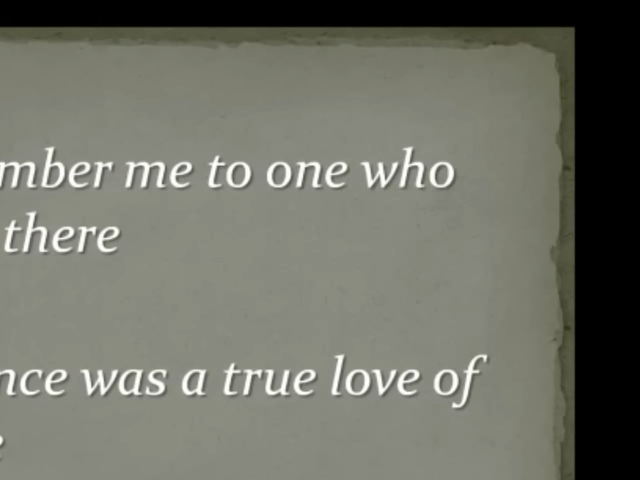 mber me to one who
there
nce was a true love of
e